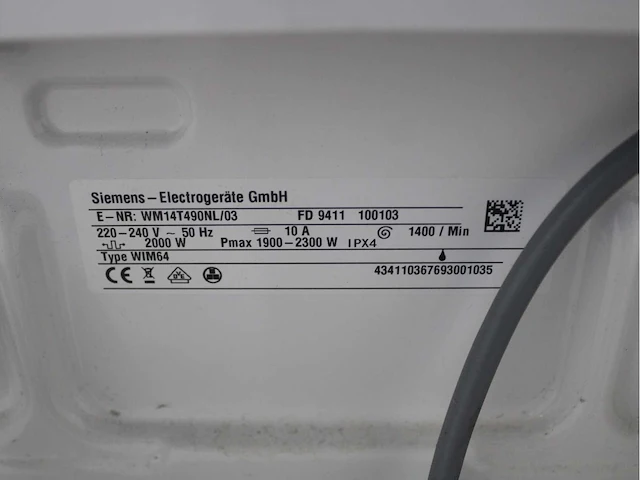 Siemens-Electrogeräte GmbH
E-NR: WM14T490NL/03 FD 9411 100103
220-240 V ~ 50 Hz 10 A 1400 / Min
2000 W Pmax 1900-2300 W IPX4
Type WIM64
434110367693001035
CE